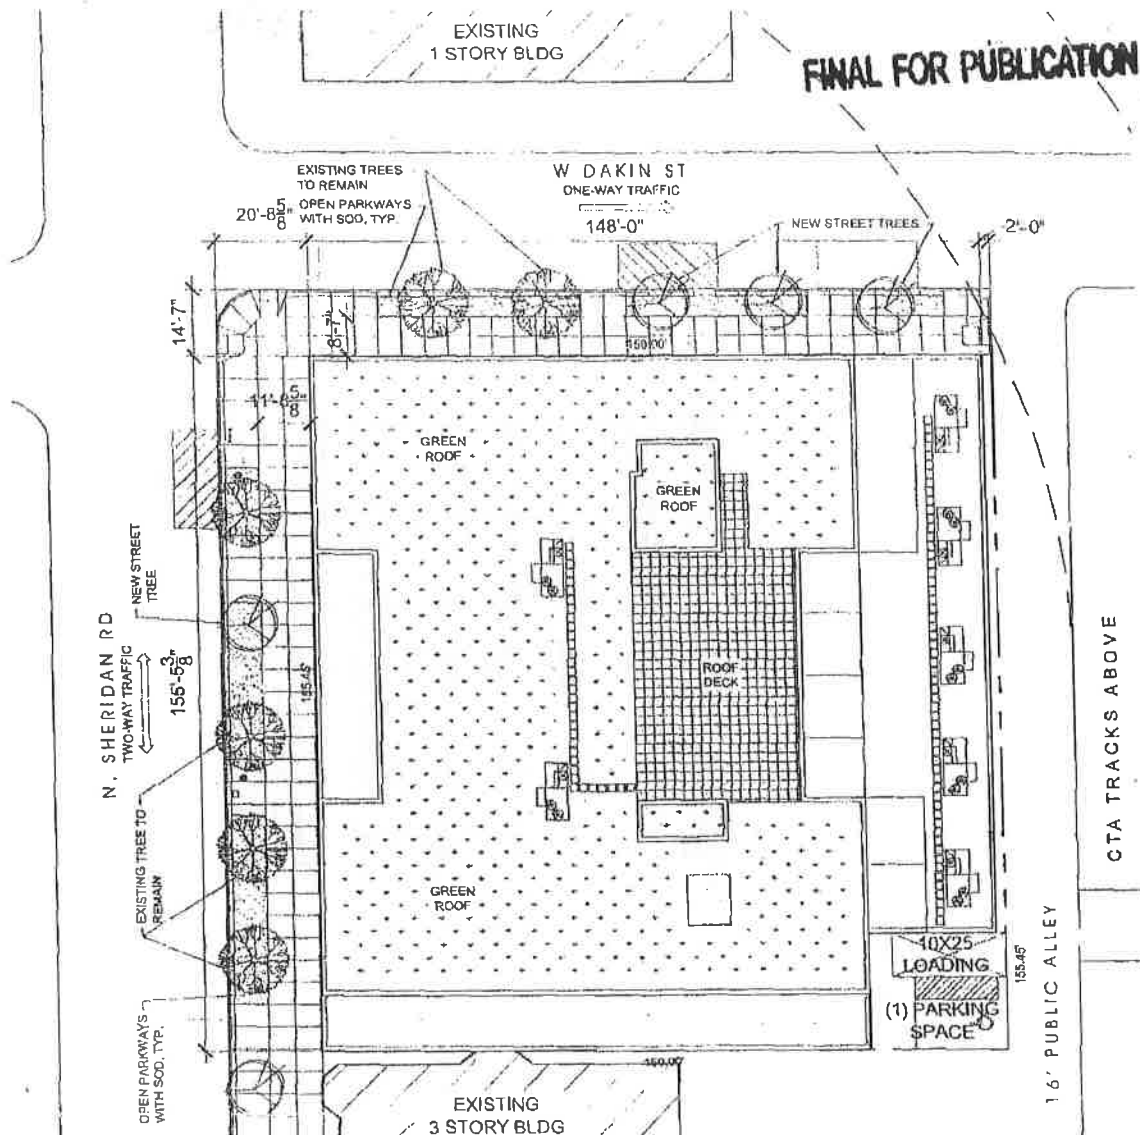 EXISTING
1 STORY BLDG
FINAL FOR PUBLICATION
EXISTING TREES
TO REMAIN
OPEN PARKWAYS
WITH SOD, TYP.
W DAKIN ST
ONE-WAY TRAFFIC
20'-8 5/8"
148'-0"
NEW STREET TREES
2'-0"
14'-7"
150.00'
11'-8 5/8"
GREEN
ROOF
GREEN
ROOF
NEW STREET
TREE
N. SHERIDAN RD
TWO-WAY TRAFFIC
155'-5 3/8"
155.45'
ROOF
DECK
CTA TRACKS ABOVE
EXISTING TREE TO
REMAIN
GREEN
ROOF
10X25
LOADING
155.45'
(1) PARKING
SPACE
16' PUBLIC ALLEY
OPEN PARKWAYS
WITH SOD, TYP.
150.00'
EXISTING
3 STORY BLDG